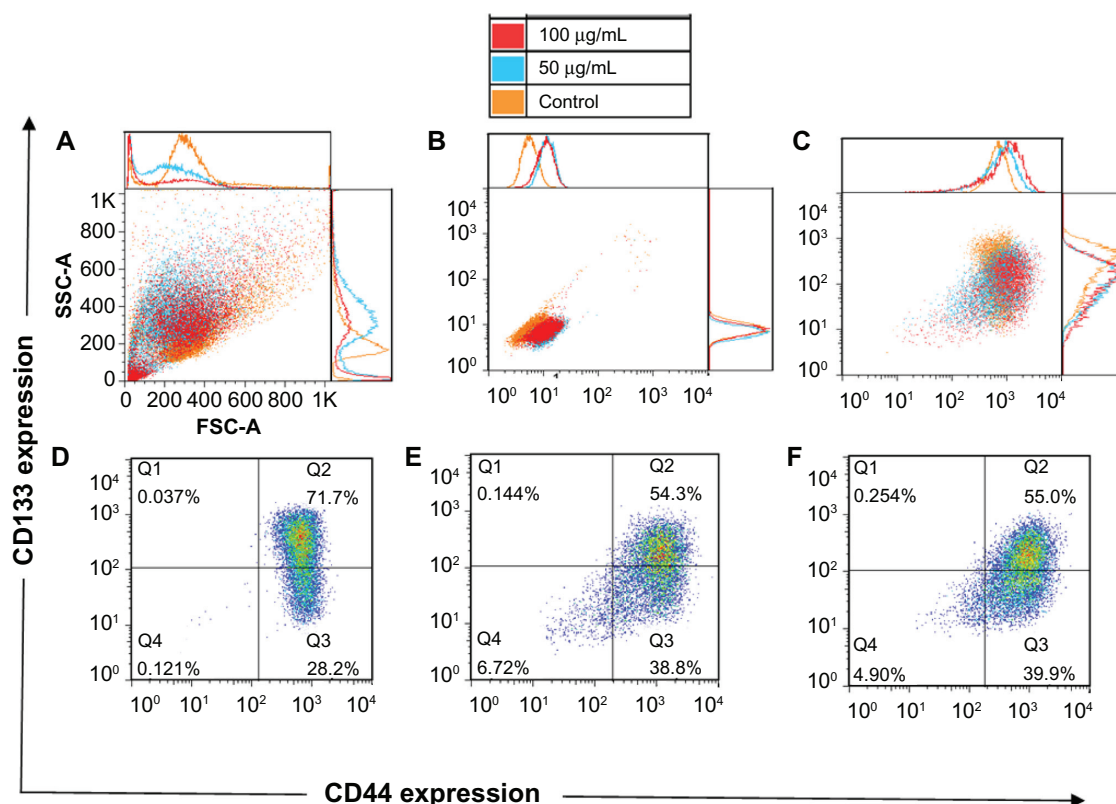 100 μg/mL
50 μg/mL
Control
A
B
C
1K
800
600
400
200
0
SSC-A
0 200 400 600 800 1K
FSC-A
10⁴
10³
10²
10¹
10⁰
10⁰ 10¹ 10² 10³ 10⁴
10⁴
10³
10²
10¹
10⁰
10⁰ 10¹ 10² 10³ 10⁴
CD133 expression
D
Q1 Q2
0.037% 71.7%
Q4 Q3
0.121% 28.2%
10⁴
10³
10²
10¹
10⁰
10⁰ 10¹ 10² 10³ 10⁴
E
Q1 Q2
0.144% 54.3%
Q4 Q3
6.72% 38.8%
10⁴
10³
10²
10¹
10⁰
10⁰ 10¹ 10² 10³ 10⁴
F
Q1 Q2
0.254% 55.0%
Q4 Q3
4.90% 39.9%
10⁴
10³
10²
10¹
10⁰
10⁰ 10¹ 10² 10³ 10⁴
CD44 expression